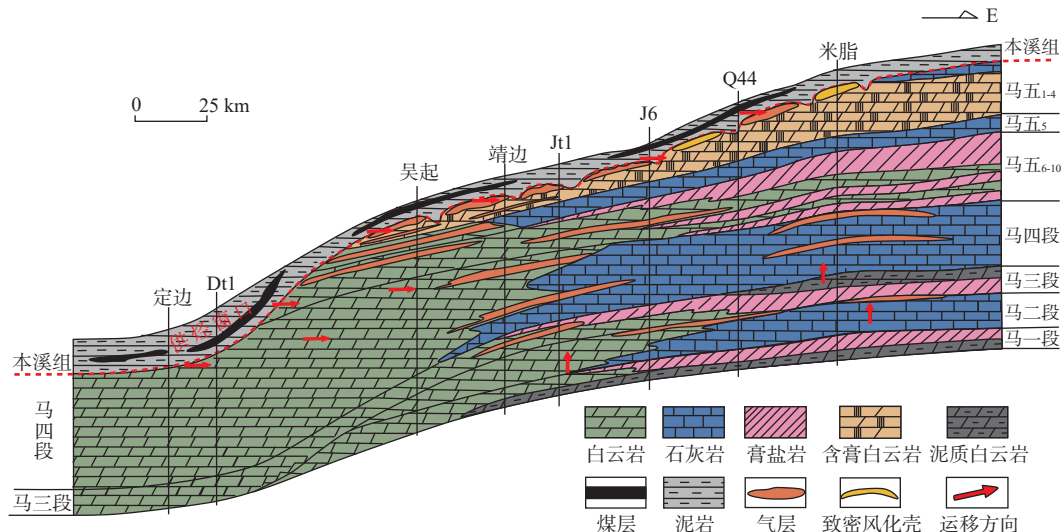 E
本溪组
米脂
0 25 km
Q44
马五1-4
马五5
J6
靖边
Jt1
马五6-10
吴起
马四段
Dt1
定边
供烃窗口
马三段
马二段
马一段
本溪组
马四段
马三段
白云岩 石灰岩 膏盐岩 含膏白云岩 泥质白云岩
煤层 泥岩 气层 致密风化壳 运移方向